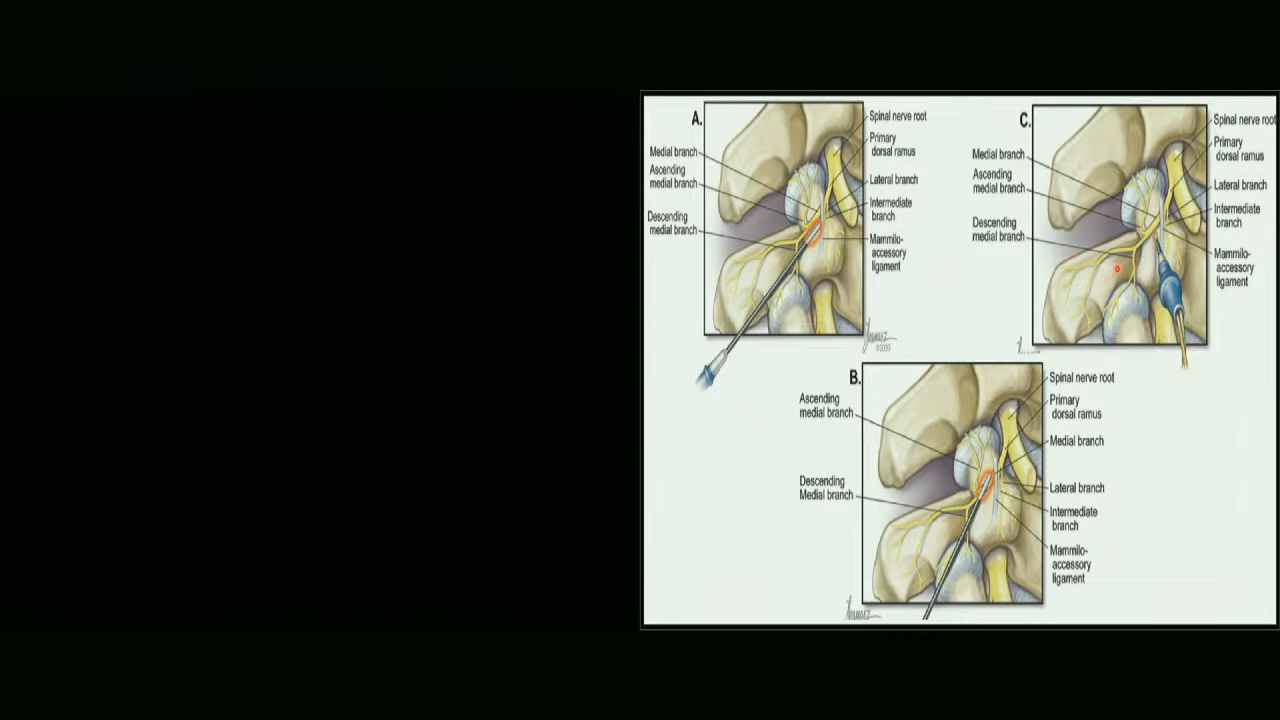 A.
Medial branch
Ascending
medial branch
Descending
medial branch
Spinal nerve root
Primary
dorsal ramus
Lateral branch
Intermediate
branch
Mammilo-
accessory
ligament
©2003
C.
Medial branch
Ascending
medial branch
Descending
medial branch
Spinal nerve root
Primary
dorsal ramus
Lateral branch
Intermediate
branch
Mammilo-
accessory
ligament
B.
Ascending
medial branch
Descending
Medial branch
Spinal nerve root
Primary
dorsal ramus
Medial branch
Lateral branch
Intermediate
branch
Mammilo-
accessory
ligament